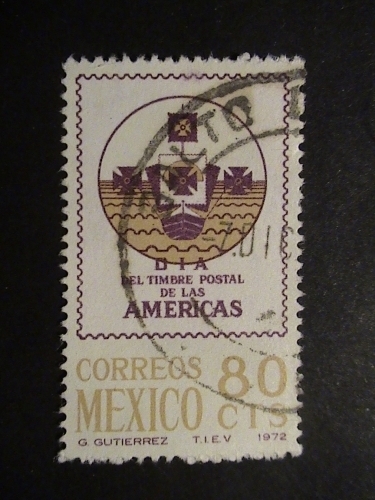 DIA
DEL TIMBRE POSTAL
DE LAS
AMERICAS
CORREOS 80
MEXICO CTS
G. GUTIERREZ T.I.E.V 1972